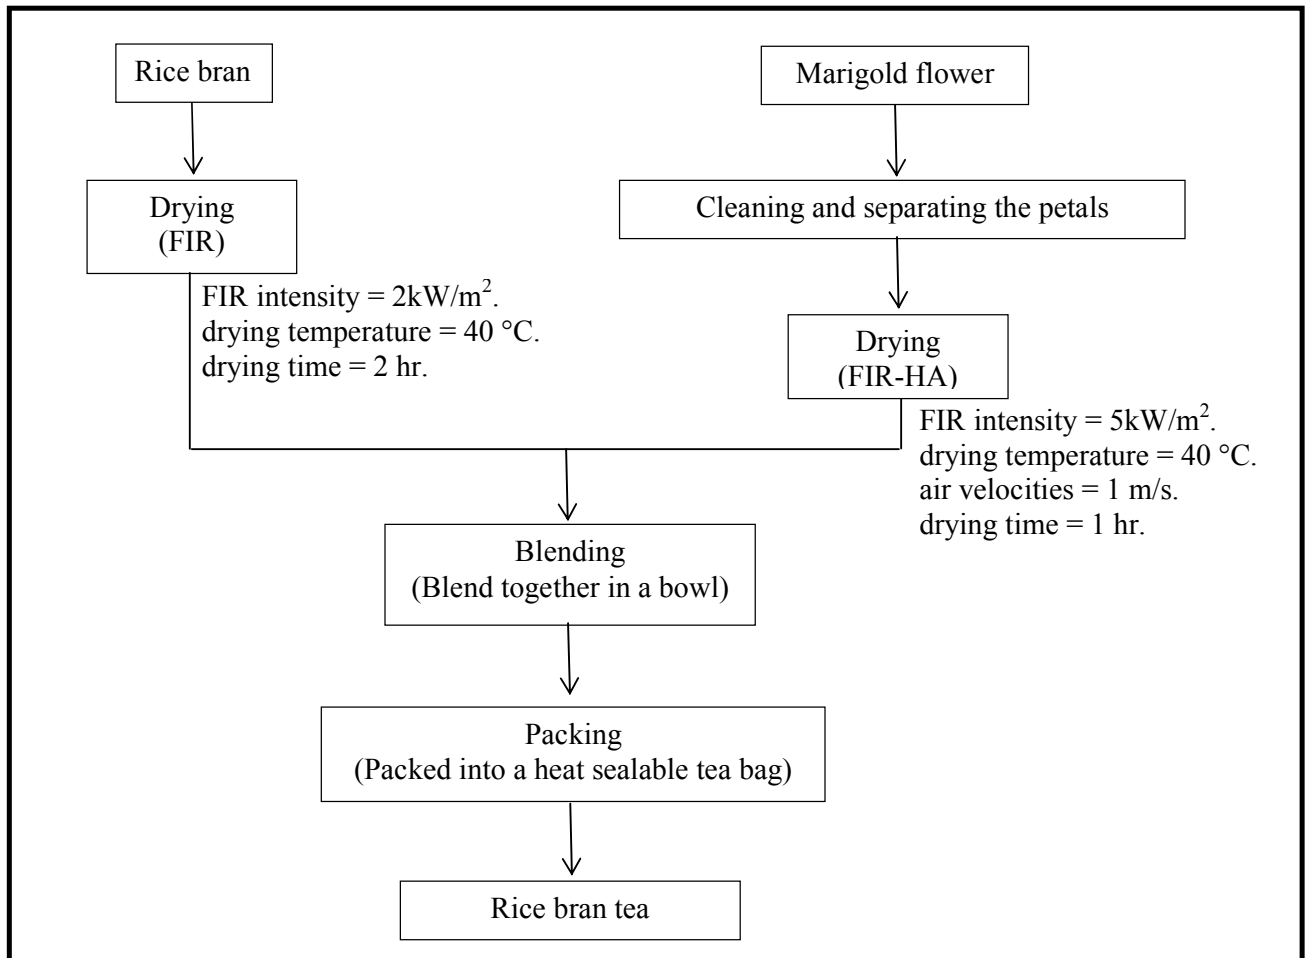 Rice bran
Marigold flower
Drying
(FIR)
Cleaning and separating the petals
FIR intensity = 2kW/m².
drying temperature = 40 °C.
drying time = 2 hr.
Drying
(FIR-HA)
FIR intensity = 5kW/m².
drying temperature = 40 °C.
air velocities = 1 m/s.
drying time = 1 hr.
Blending
(Blend together in a bowl)
Packing
(Packed into a heat sealable tea bag)
Rice bran tea